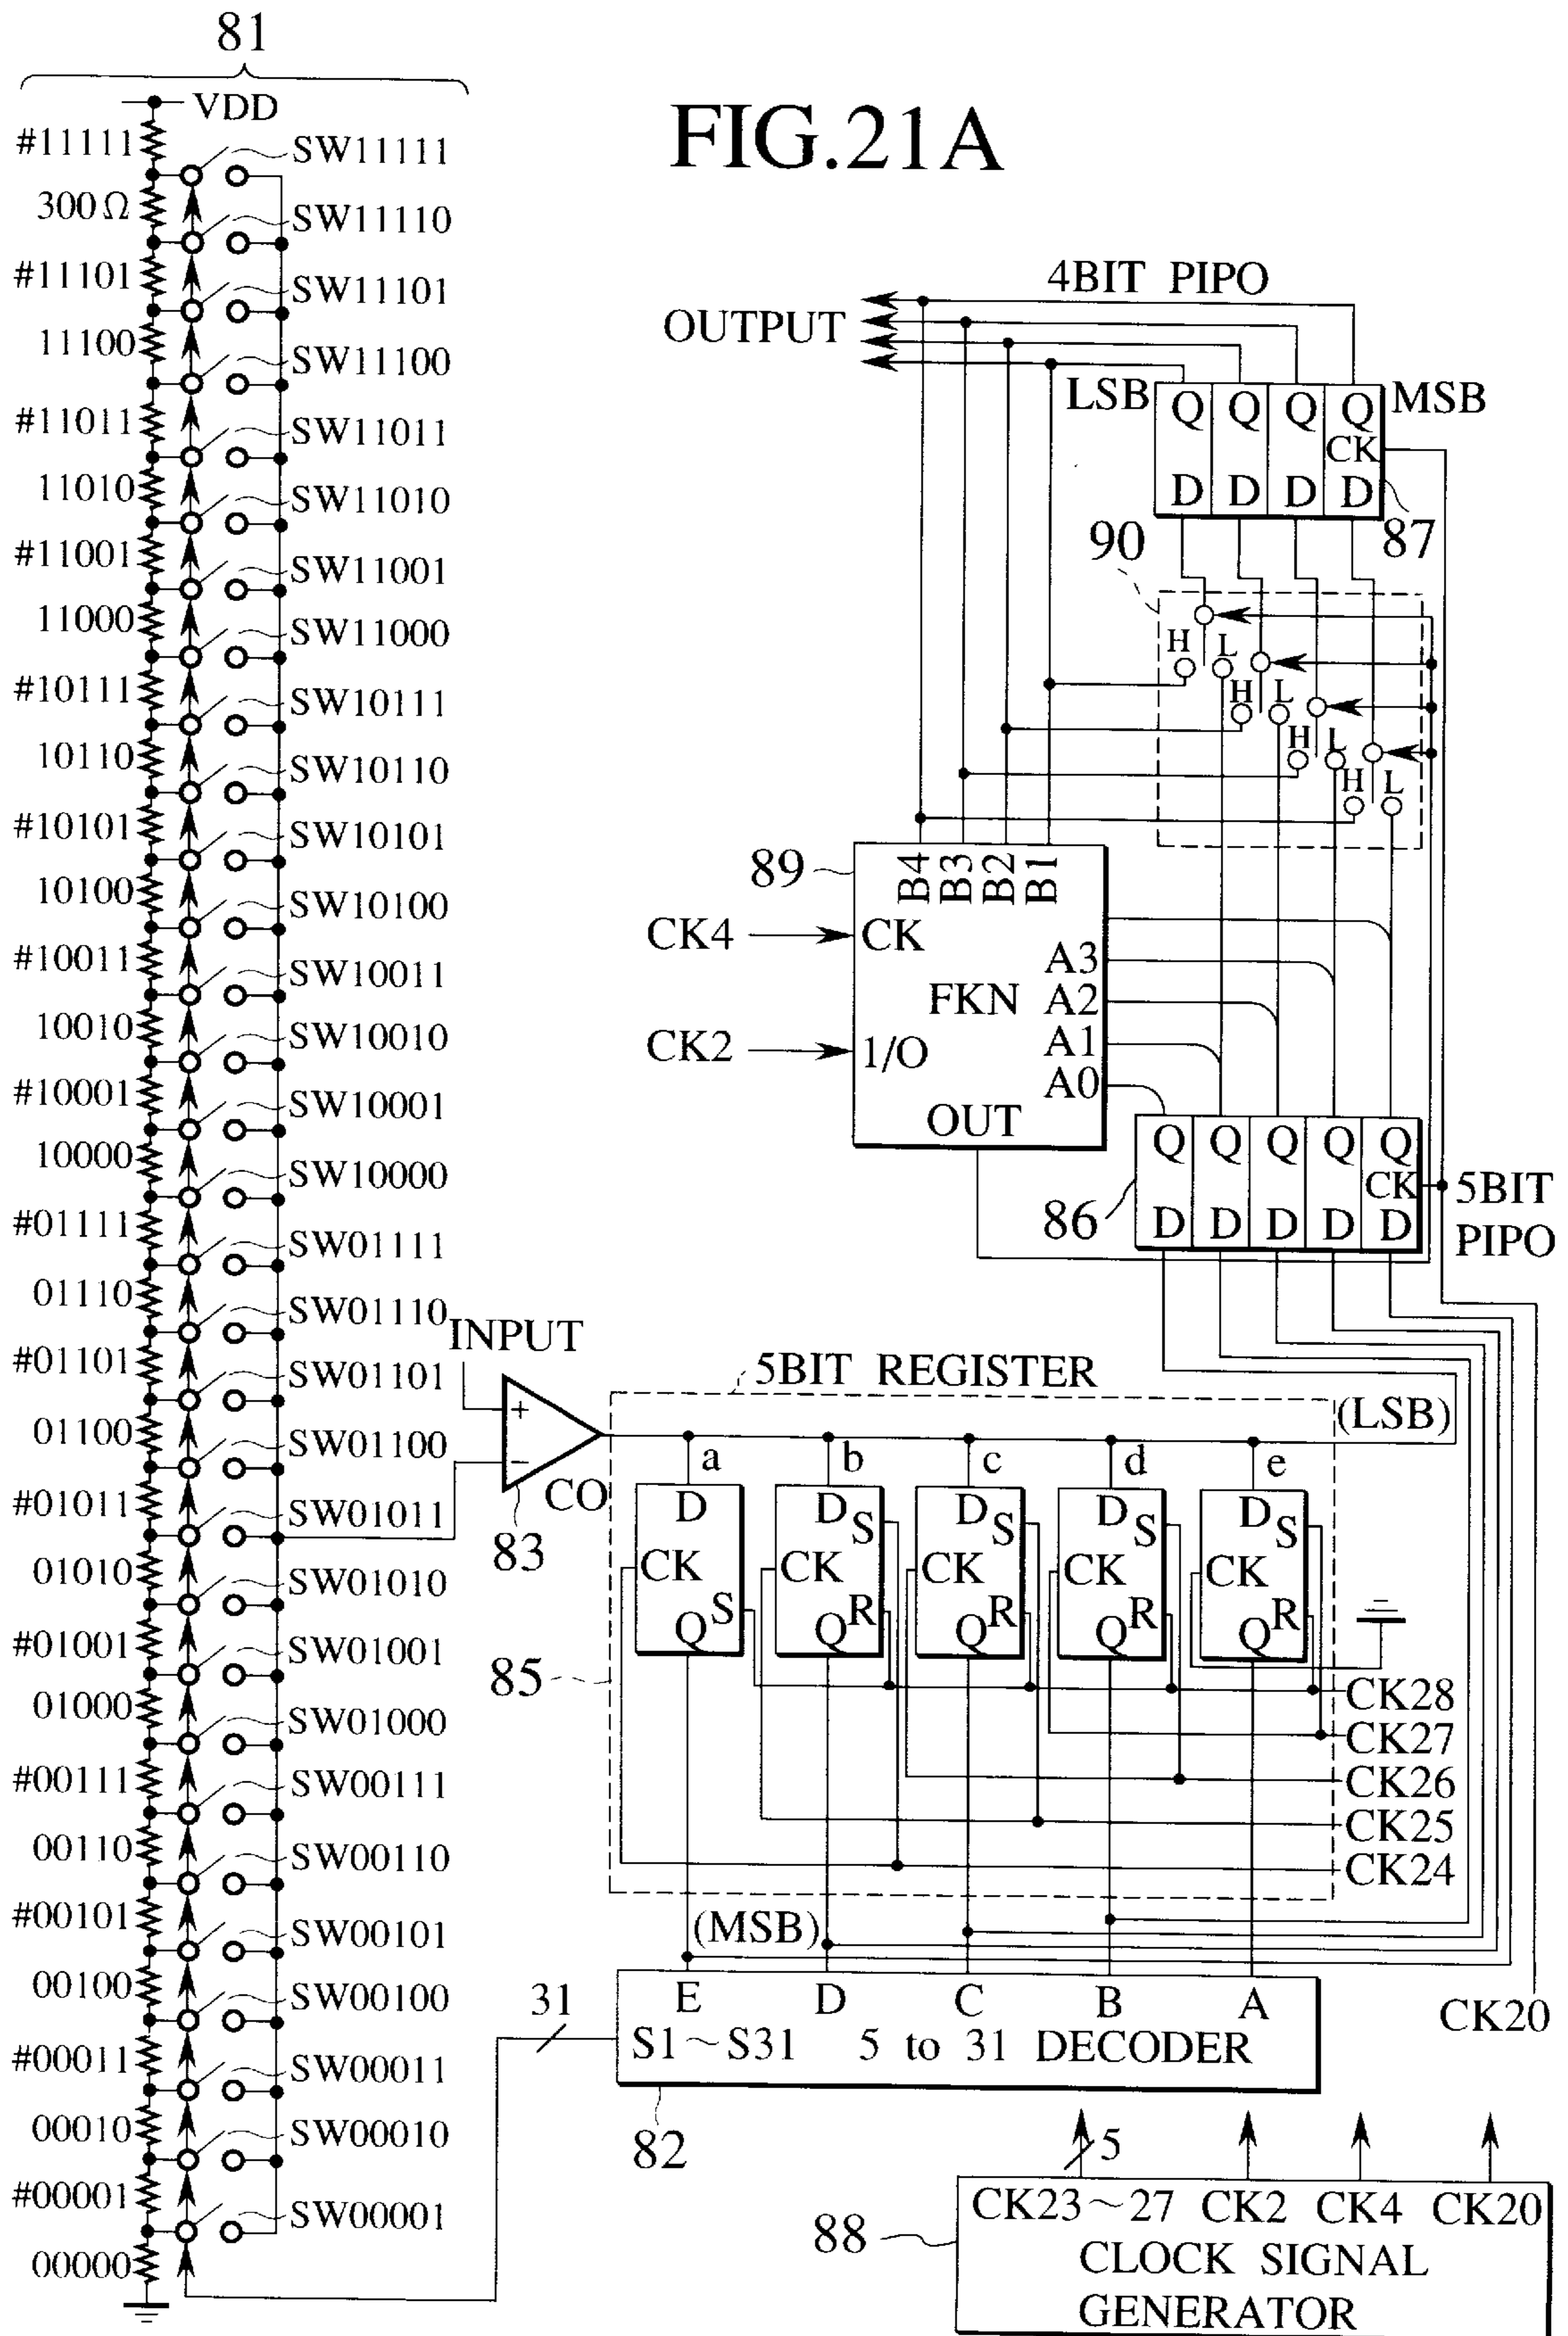 81
FIG.21A
VDD
#11111
SW11111
300Ω
SW11110
#11101
SW11101
11100
SW11100
#11011
SW11011
11010
SW11010
#11001
SW11001
11000
SW11000
#10111
SW10111
10110
SW10110
#10101
SW10101
10100
SW10100
#10011
SW10011
10010
SW10010
#10001
SW10001
10000
SW10000
#01111
SW01111
01110
SW01110
#01101
SW01101
01100
SW01100
#01011
SW01011
01010
SW01010
#01001
SW01001
01000
SW01000
#00111
SW00111
00110
SW00110
#00101
SW00101
00100
SW00100
#00011
SW00011
00010
SW00010
#00001
SW00001
00000
4BIT PIPO
OUTPUT
LSB Q Q Q Q MSB
CK
D D D D
87
90
H L
H L
H L
H L
89
B4 B3 B2 B1
CK4 CK
A3
FKN A2
CK2 1/O A1
A0
OUT
Q Q Q Q Q
CK 5BIT
86 D D D D D PIPO
INPUT
+
−
CO
83
5BIT REGISTER
(LSB)
a b c d e
D D S D S D S D S
CK CK CK CK CK
Q S Q R Q R Q R Q R
85
CK28
CK27
CK26
CK25
CK24
(MSB)
E D C B A
31
S1~S31 5 to 31 DECODER
82
CK20
5
CK23~27 CK2 CK4 CK20
88
CLOCK SIGNAL
GENERATOR